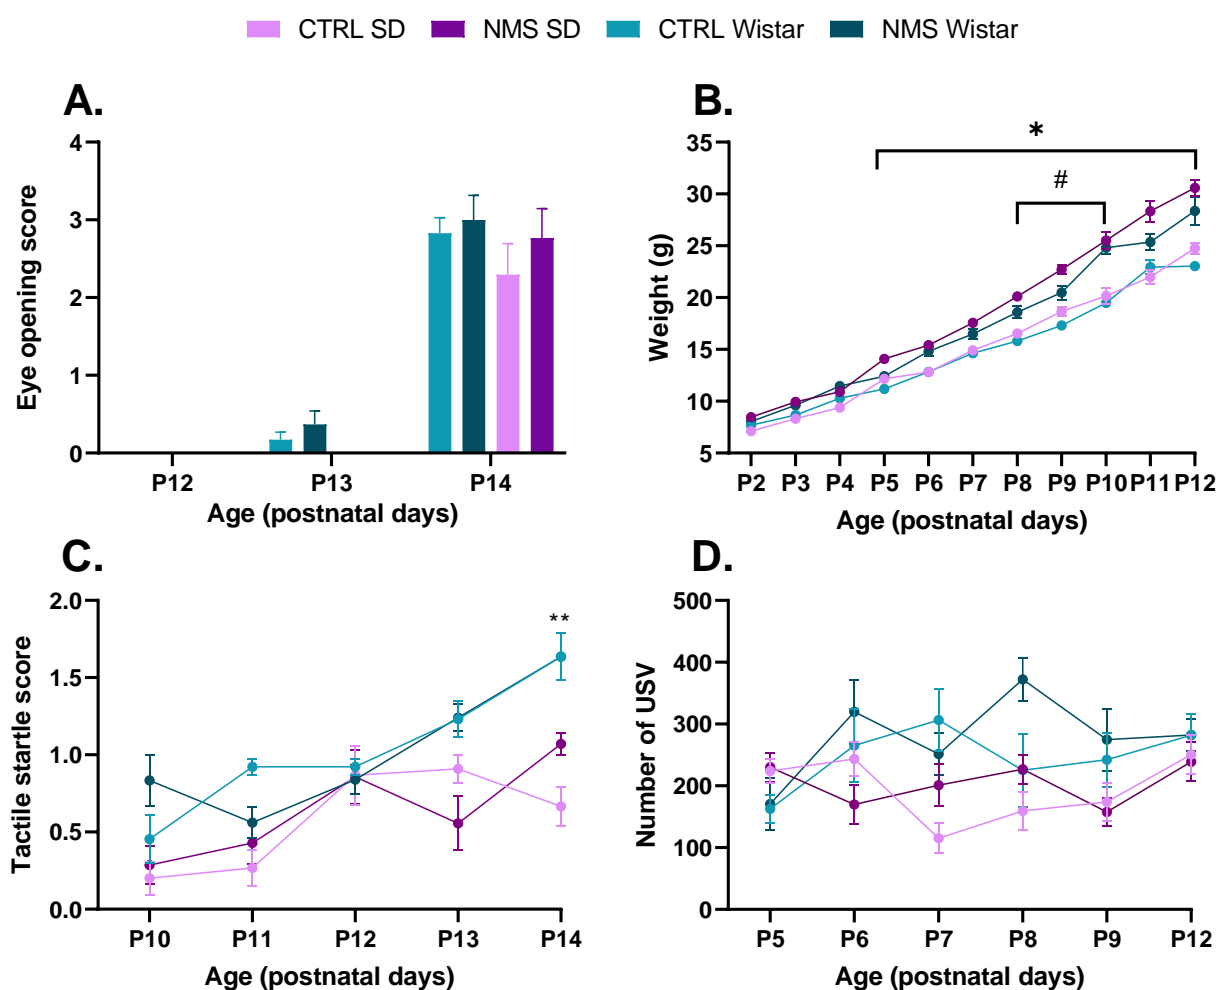 CTRL SD NMS SD CTRL Wistar NMS Wistar
A.
Eye opening score
4
3
2
1
0
P12 P13 P14
Age (postnatal days)
B.
Weight (g)
35
30
25
20
15
10
5
*
#
P2 P3 P4 P5 P6 P7 P8 P9 P10 P11 P12
Age (postnatal days)
C.
Tactile startle score
2.0
1.5
1.0
0.5
0.0
**
P10 P11 P12 P13 P14
Age (postnatal days)
D.
Number of USV
500
400
300
200
100
0
P5 P6 P7 P8 P9 P12
Age (postnatal days)